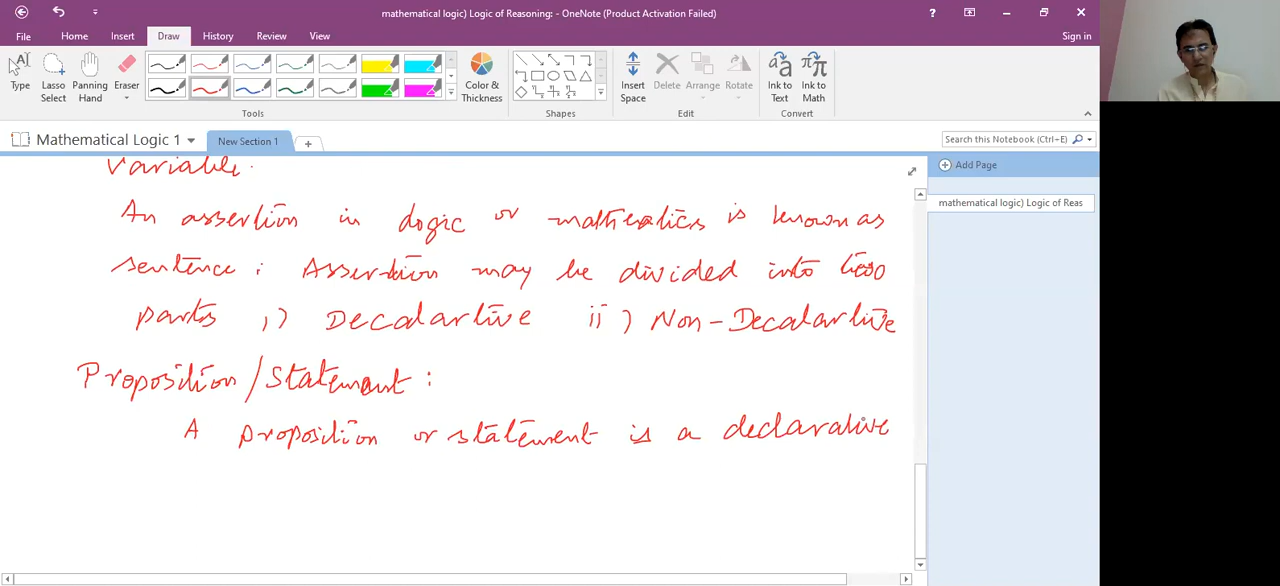 mathematical logic) Logic of Reasoning: - OneNote (Product Activation Failed)
?
File Home Insert Draw History Review View
Sign in
Type Lasso Select Panning Hand Eraser Color & Thickness Insert Space Delete Arrange Rotate Ink to Text Ink to Math
Tools Shapes Edit Convert
Mathematical Logic 1 New Section 1 Search this Notebook (Ctrl+E)
Add Page
mathematical logic) Logic of Reas
Variable:
An assertion in logic or mathematics is known as
sentence: Assertion may be divided into two
parts i) Decalartive ii) Non-Decalartive
Proposition/Statement:
A proposition or statement is a declarative